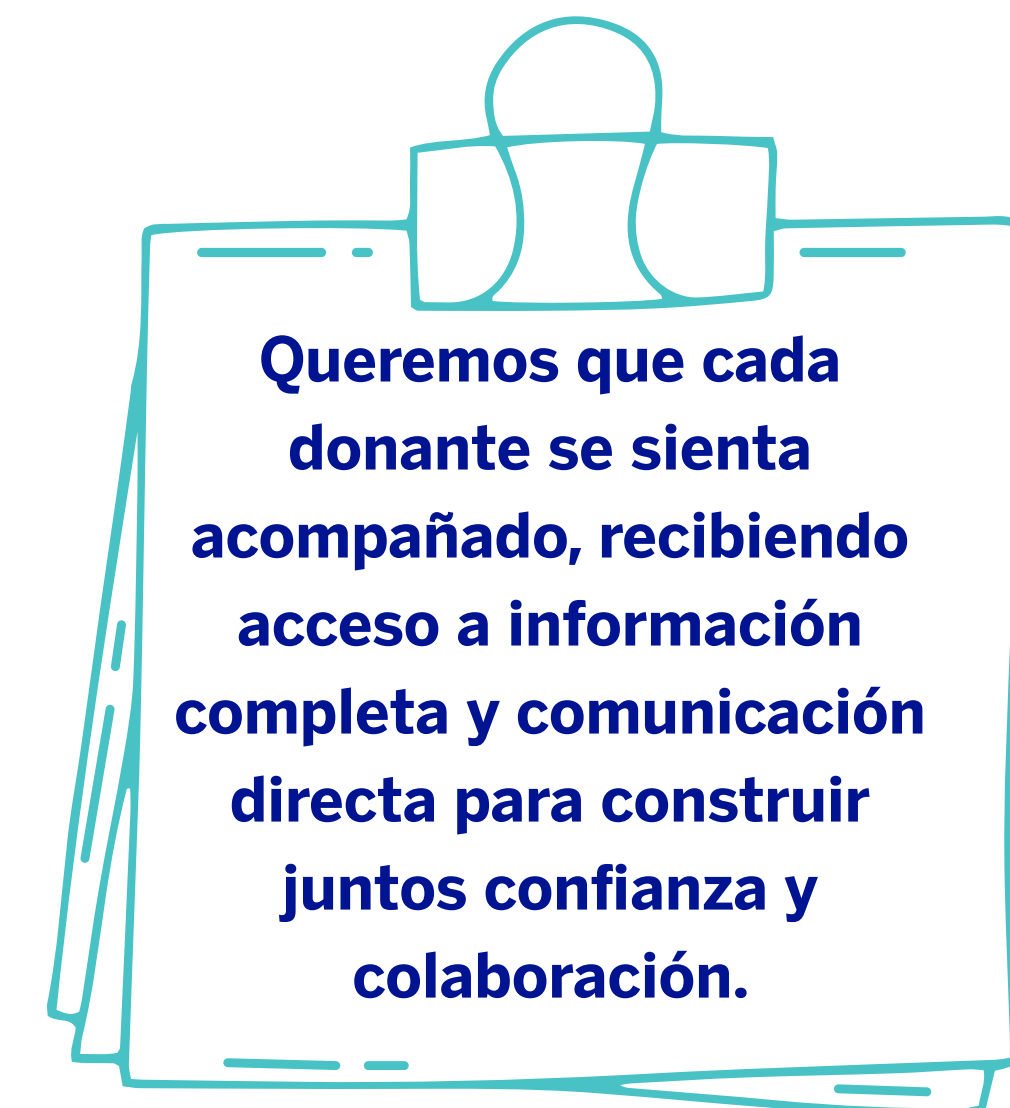 Queremos que cada
donante se sienta
acompañado, recibiendo
acceso a información
completa y comunicación
directa para construir
juntos confianza y
colaboración.